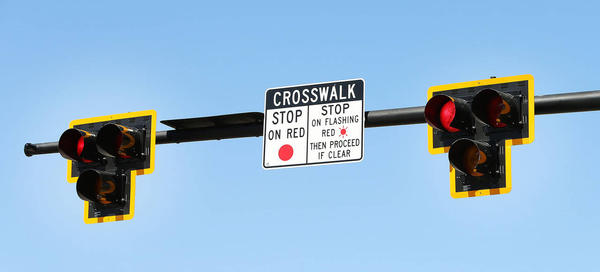 CROSSWALK
STOP
ON RED
STOP
ON FLASHING
RED
THEN PROCEED
IF CLEAR